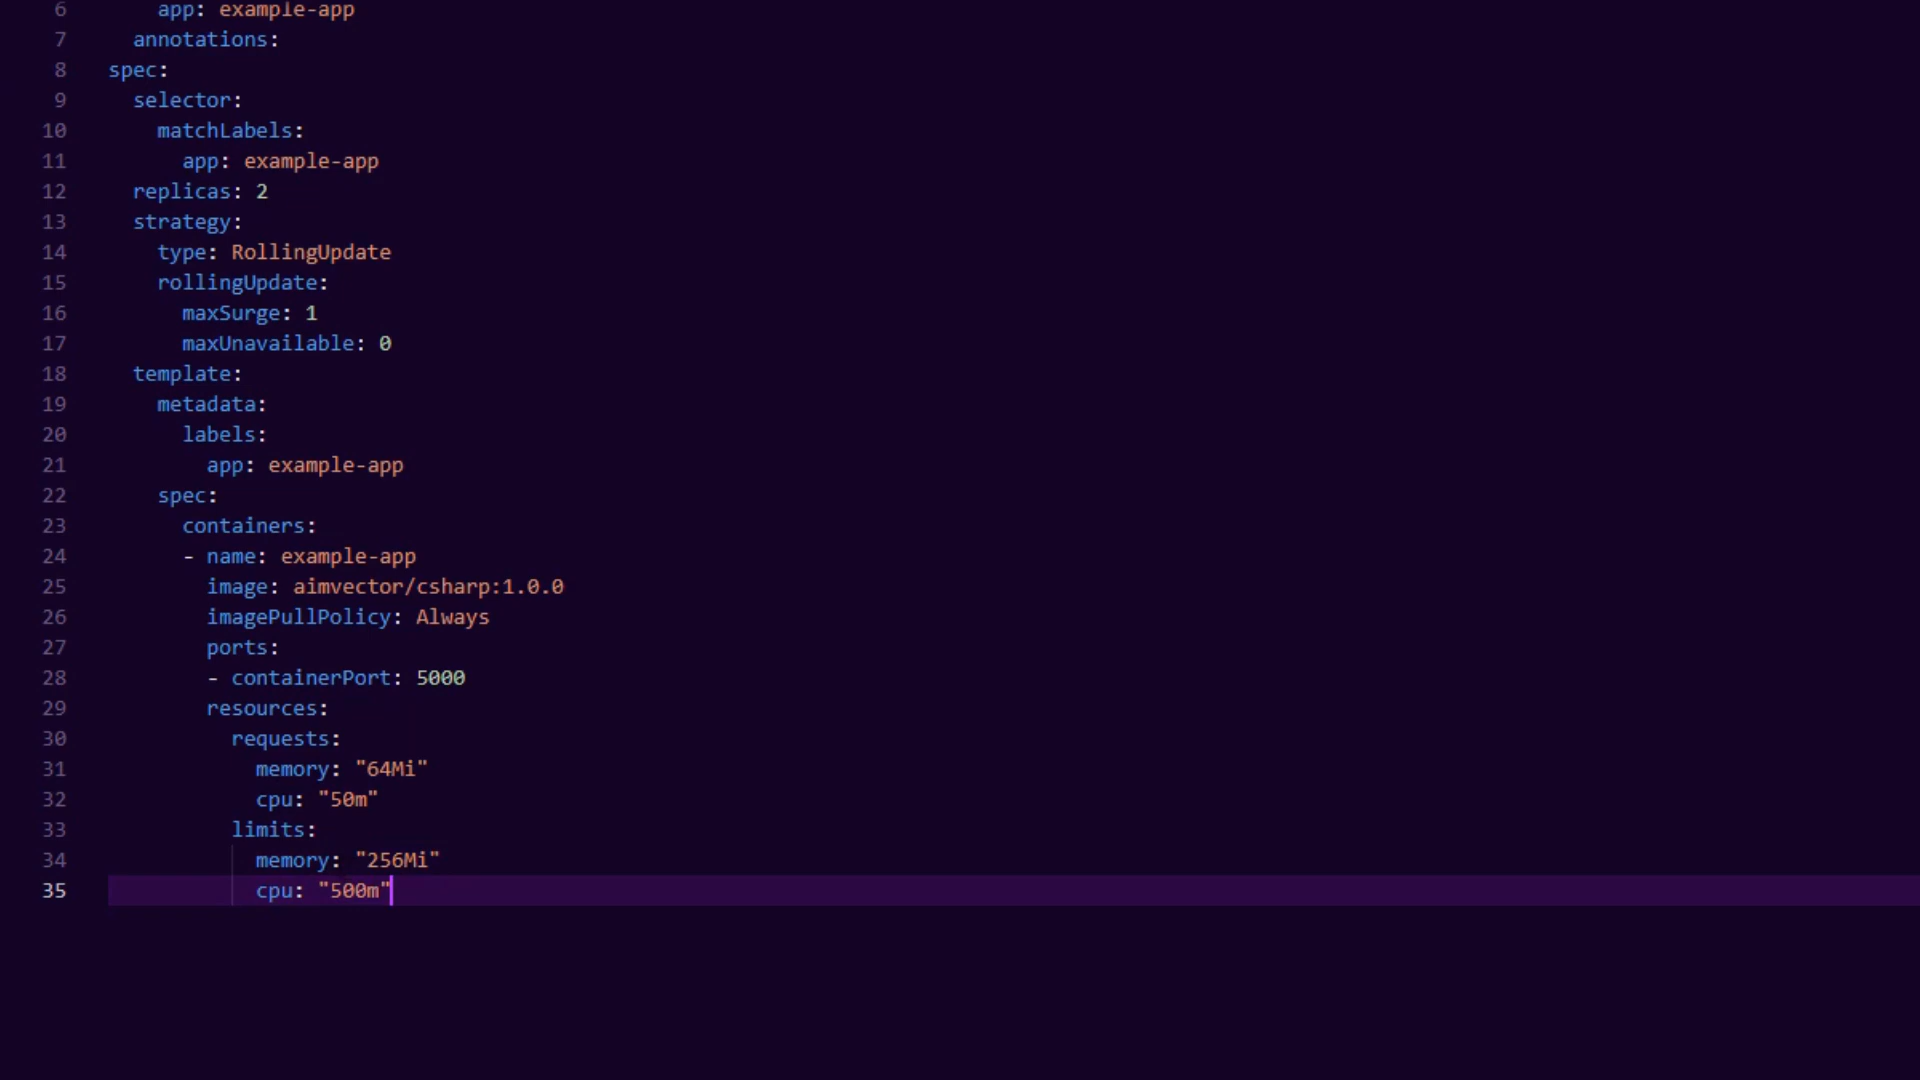 6 app: example-app
7 annotations:
8 spec:
9 selector:
10 matchLabels:
11 app: example-app
12 replicas: 2
13 strategy:
14 type: RollingUpdate
15 rollingUpdate:
16 maxSurge: 1
17 maxUnavailable: 0
18 template:
19 metadata:
20 labels:
21 app: example-app
22 spec:
23 containers:
24 - name: example-app
25 image: aimvector/csharp:1.0.0
26 imagePullPolicy: Always
27 ports:
28 - containerPort: 5000
29 resources:
30 requests:
31 memory: "64Mi"
32 cpu: "50m"
33 limits:
34 memory: "256Mi"
35 cpu: "500m"